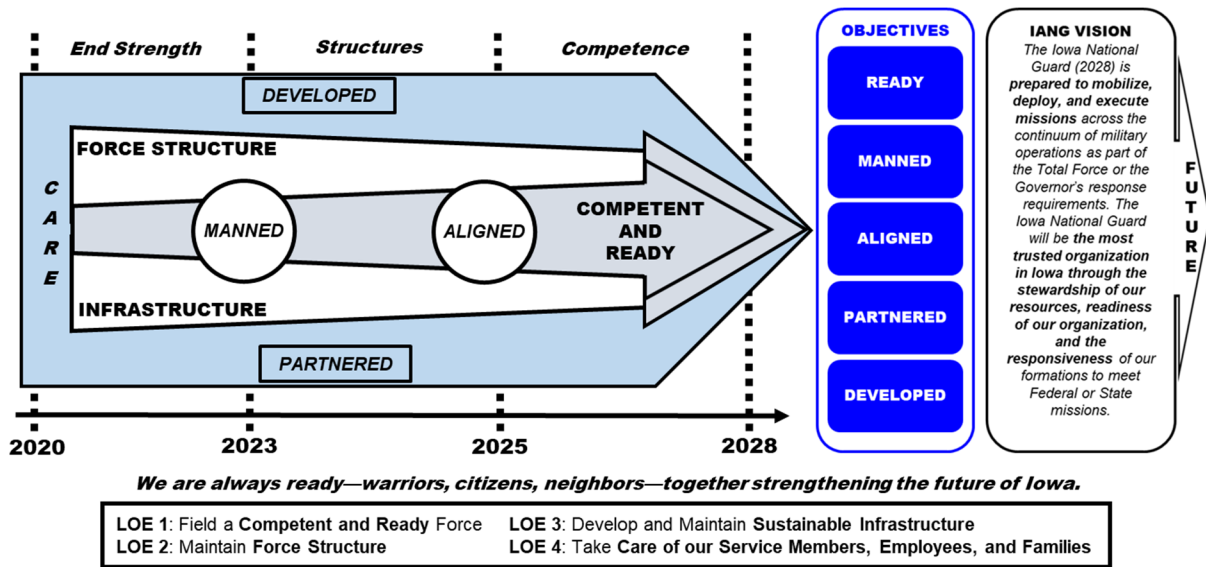 End Strength
Structures
Competence
DEVELOPED
FORCE STRUCTURE
CARE
MANNED
ALIGNED
COMPETENT
AND
READY
INFRASTRUCTURE
PARTNERED
2020
2023
2025
2028
OBJECTIVES
READY
MANNED
ALIGNED
PARTNERED
DEVELOPED
IANG VISION
The Iowa National
Guard (2028) is
prepared to mobilize,
deploy, and execute
missions across the
continuum of military
operations as part of
the Total Force or the
Governor's response
requirements. The
Iowa National Guard
will be the most
trusted organization
in Iowa through the
stewardship of our
resources, readiness
of our organization,
and the
responsiveness of our
formations to meet
Federal or State
missions.
FUTURE
We are always ready—warriors, citizens, neighbors—together strengthening the future of Iowa.
LOE 1: Field a Competent and Ready Force
LOE 2: Maintain Force Structure
LOE 3: Develop and Maintain Sustainable Infrastructure
LOE 4: Take Care of our Service Members, Employees, and Families